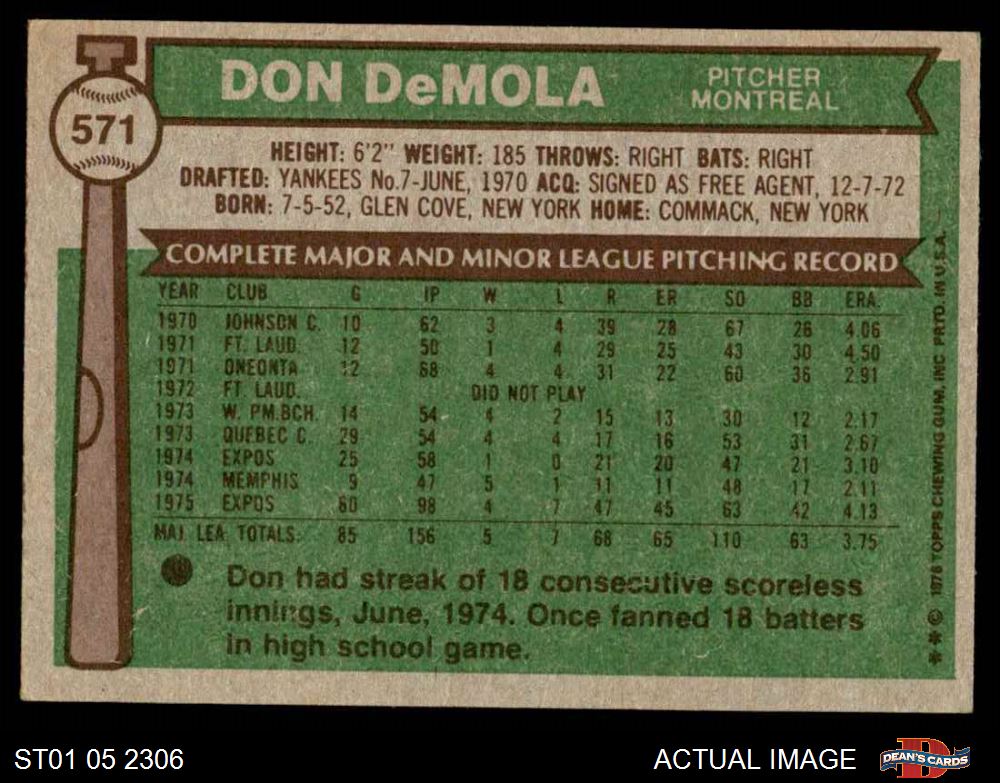 571
DON DeMOLA
PITCHER
MONTREAL
HEIGHT: 6'2" WEIGHT: 185 THROWS: RIGHT BATS: RIGHT
DRAFTED: YANKEES No.7-JUNE, 1970 ACQ: SIGNED AS FREE AGENT, 12-7-72
BORN: 7-5-52, GLEN COVE, NEW YORK HOME: COMMACK, NEW YORK
COMPLETE MAJOR AND MINOR LEAGUE PITCHING RECORD
YEAR CLUB G IP W L R ER SO BB ERA.
1970 JOHNSON C. 10 62 3 4 39 28 67 26 4.06
1971 FT. LAUD. 12 50 1 4 29 25 43 30 4.50
1971 ONEONTA 12 68 4 4 31 22 60 36 2.91
1972 FT. LAUD. DID NOT PLAY
1973 W. PM.BCH. 14 54 4 2 15 13 30 12 2.17
1973 QUEBEC C. 29 54 4 4 17 16 53 31 2.67
1974 EXPOS 25 58 1 0 21 20 47 21 3.10
1974 MEMPHIS 9 47 5 1 11 11 48 17 2.11
1975 EXPOS 60 98 4 7 47 45 63 42 4.13
MAJ. LEA. TOTALS: 85 156 5 7 68 65 110 63 3.75
Don had streak of 18 consecutive scoreless
innings, June, 1974. Once fanned 18 batters
in high school game.
** © 1976 TOPPS CHEWING GUM, INC. PRTD. IN U.S.A.
ST01 05 2306
ACTUAL IMAGE
DEAN'S CARDS